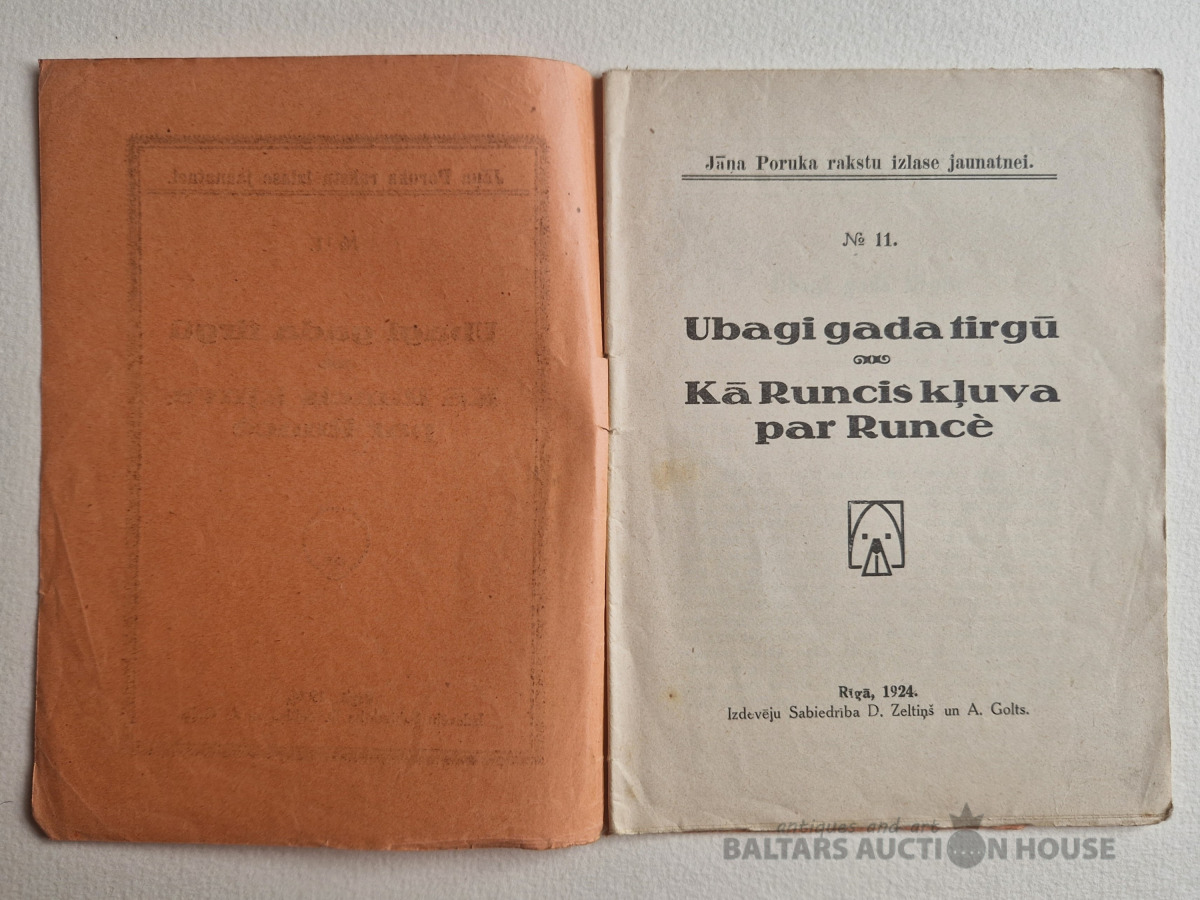 Jāņa Poruka rakstu izlase jaunatnei.
№ 11.
Ubagi gada tirgū
Kā Runcis kļuva
par Runcè
Rīgā, 1924.
Izdevēju Sabiedrība D. Zeltiņš un A. Golts.
antiques and art
BALTARS AUCTION HOUSE